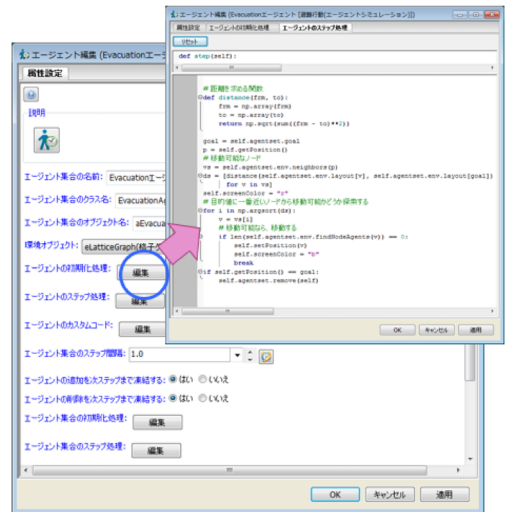 エージェント編集 (Evacuationエージェント [避難行動(エージェントシミュレーション)])
属性設定 エージェントの初期化処理 エージェントのステップ処理
リセット
def step(self):
# 距離を求める関数
def distance(frm, to):
frm = np.array(frm)
to = np.array(to)
return np.sqrt(sum((frm - to)**2))
goal = self.agentset.goal
p = self.getPosition()
# 移動可能なノード
vs = self.agentset.env.neighbors(p)
ds = [distance(self.agentset.env.layout[v], self.agentset.env.layout[goal])
for v in vs]
self.screenColor = "r"
# 目的地に一番近いノードから移動可能かどうか探索する
for i in np.argsort(ds):
v = vs[i]
# 移動可能なら、移動する
if len(self.agentset.env.findNodeAgents(v)) == 0:
self.setPosition(v)
self.screenColor = "B"
break
if self.getPosition() == goal:
self.agentset.remove(self)
OK キャンセル 適用
エージェント編集 (Evacuationエー
属性設定
説明
エージェント集合の名前: Evacuationエー
エージェント集合のクラス名: EvacuationAg
エージェント集合のオブジェクト名: aEvacua
環境オブジェクト: eLatticeGraph(格子グ
エージェントの初期化処理: 編集
エージェントのステップ処理: 編集
エージェントのカスタムコード: 編集
エージェント集合のステップ間隔: 1.0
エージェントの追加を次ステップまで凍結する: はい いいえ
エージェントの削除を次ステップまで凍結する: はい いいえ
エージェント集合の初期化処理: 編集
エージェント集合のステップ処理: 編集
OK キャンセル 適用